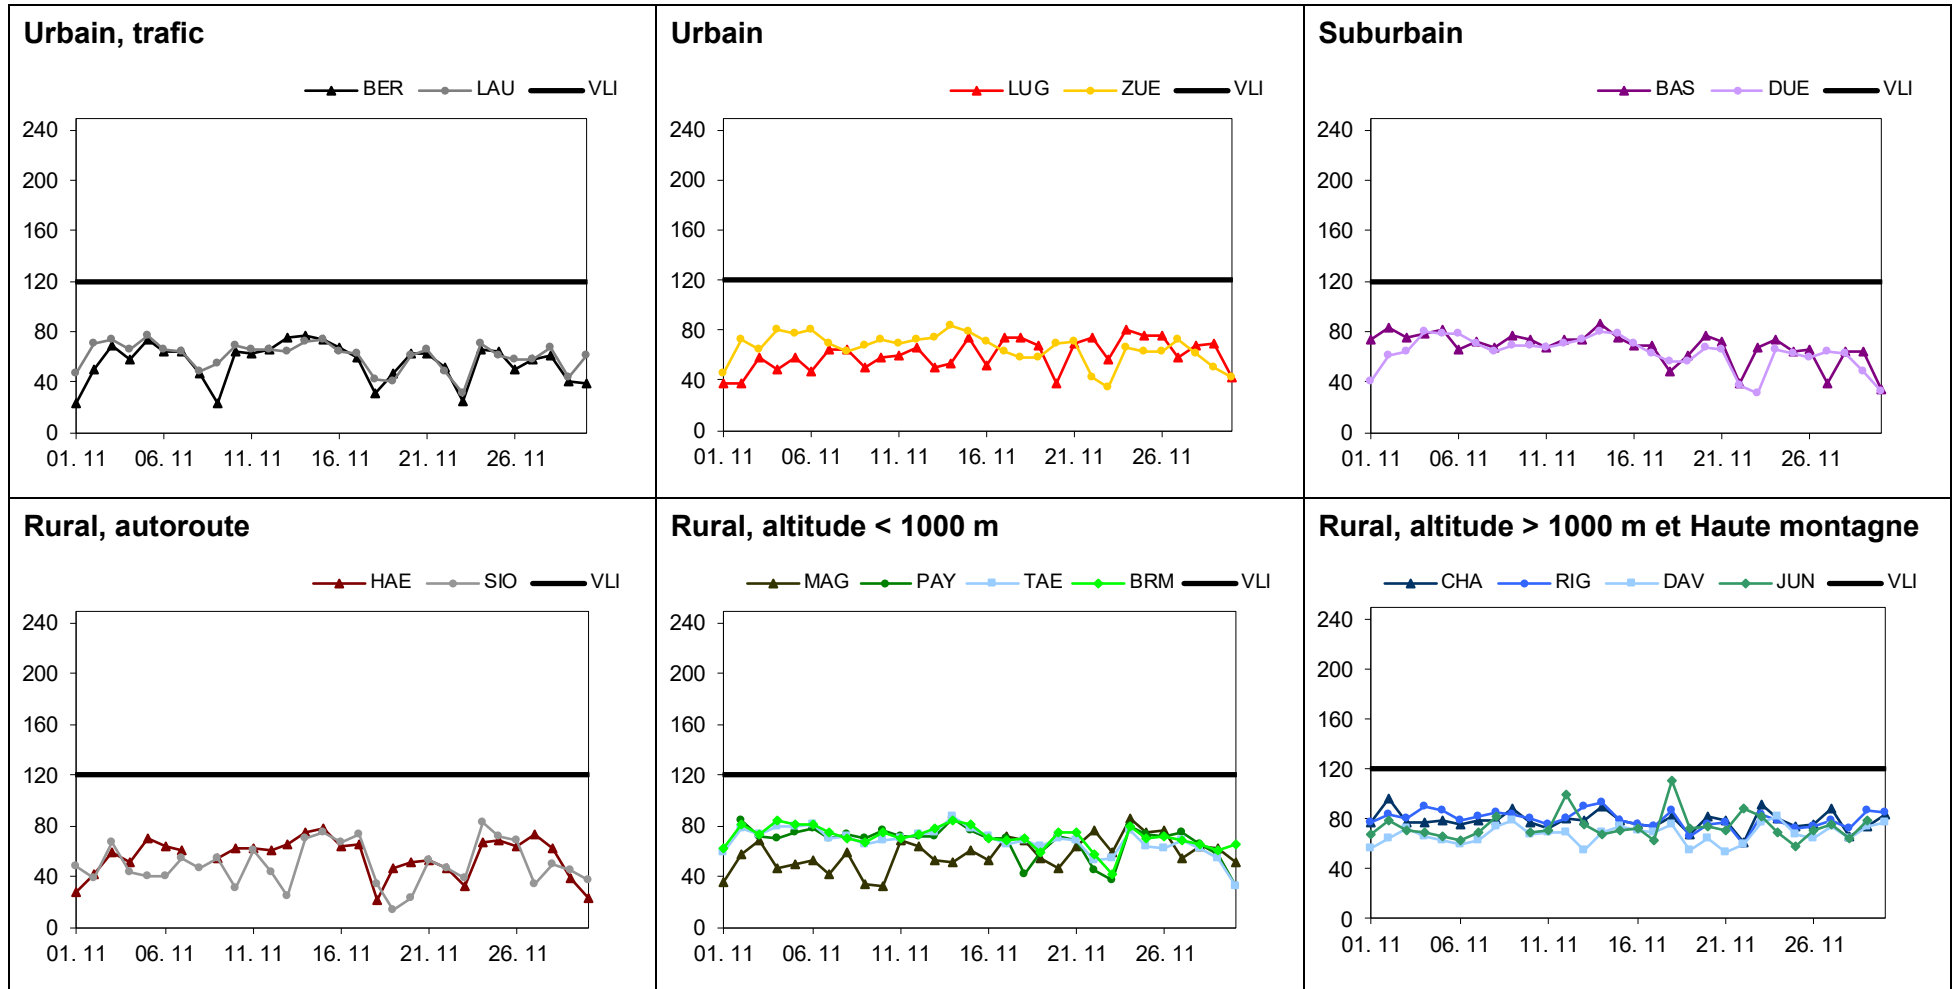 Urbain, trafic
BER LAU VLI
240
200
160
120
80
40
0
01. 11 06. 11 11. 11 16. 11 21. 11 26. 11
Urbain
LUG ZUE VLI
240
200
160
120
80
40
0
01. 11 06. 11 11. 11 16. 11 21. 11 26. 11
Suburbain
BAS DUE VLI
240
200
160
120
80
40
0
01. 11 06. 11 11. 11 16. 11 21. 11 26. 11
Rural, autoroute
HAE SIO VLI
240
200
160
120
80
40
0
01. 11 06. 11 11. 11 16. 11 21. 11 26. 11
Rural, altitude < 1000 m
MAG PAY TAE BRM VLI
240
200
160
120
80
40
0
01. 11 06. 11 11. 11 16. 11 21. 11 26. 11
Rural, altitude > 1000 m et Haute montagne
CHA RIG DAV JUN VLI
240
200
160
120
80
40
0
01. 11 06. 11 11. 11 16. 11 21. 11 26. 11